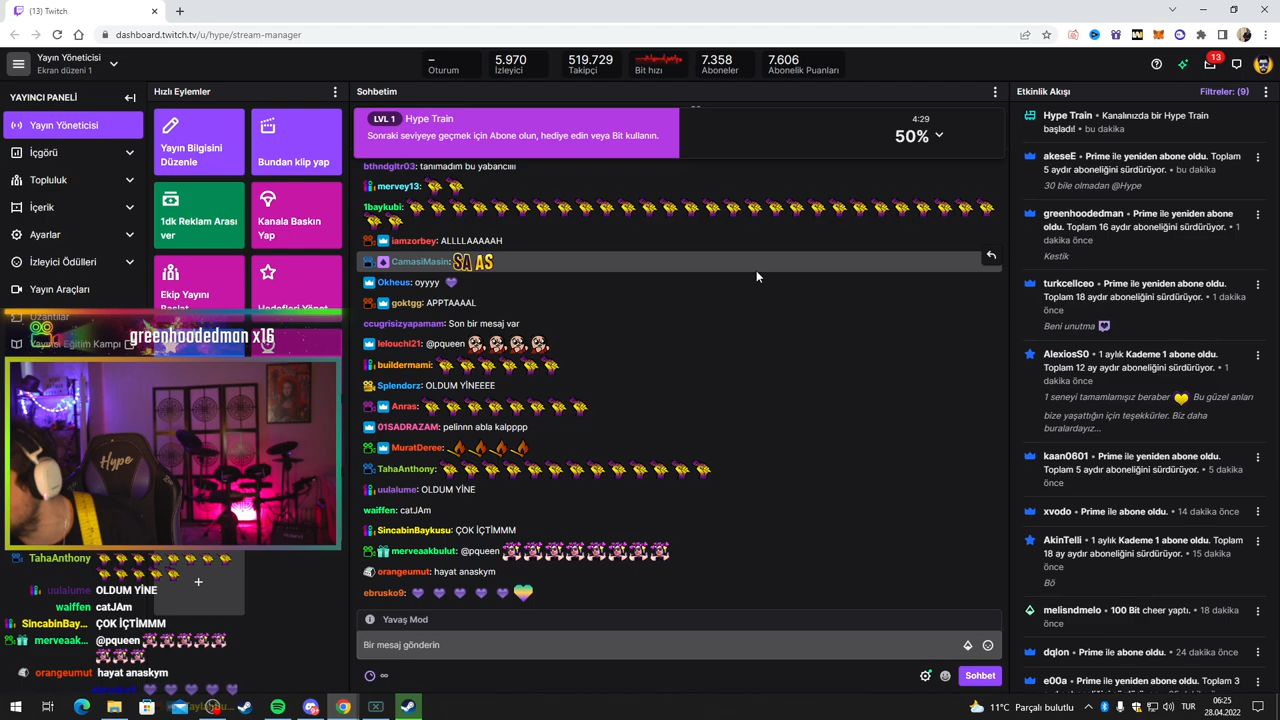 (13) Twitch
dashboard.twitch.tv/u/hype/stream-manager
Yayın Yöneticisi
Ekran düzeni 1
–
Oturum
5.970
İzleyici
519.729
Takipçi
Bit hızı
7.358
Aboneler
7.606
Abonelik Puanları
13
YAYINCI PANELİ
Yayın Yöneticisi
İçgörü
Topluluk
İçerik
Ayarlar
İzleyici Ödülleri
Yayın Araçları
Uzantılar
Yayıncı Eğitim Kampı
Hızlı Eylemler
Yayın Bilgisini
Düzenle
Bundan klip yap
1dk Reklam Arası
ver
Kanala Baskın
Yap
Ekip Yayını
Başlat
Hedefleri Yönet
greenhoodedman x16
Hype
TahaAnthony
uulalume OLDUM YİNE
waiffen catJAm
SincabinBay... ÇOK İÇTİMMM
merveaak... @pqueen
orangeumut hayat anaskym
Sohbetim
LVL 1 Hype Train
Sonraki seviyeye geçmek için Abone olun, hediye edin veya Bit kullanın.
4:29
50%
bthndgltr03: tanımadım bu yabancıııı
mervey13:
1baykubi:
iamzorbey: ALLLLAAAAAH
CamasiMasin: SA AS
Okheus: oyyyy
goktgg: APPTAAAAL
ccugrisizyapamam: Son bir mesaj var
lelouchl21: @pqueen
buildermami:
Splendorz: OLDUM YİNEEEE
Anras:
01SADRAZAM: pelinnn abla kalpppp
MuratDeree:
TahaAnthony:
uulalume: OLDUM YİNE
waiffen: catJAm
SincabinBaykusu: ÇOK İÇTİMMM
merveaakbulut: @pqueen
orangeumut: hayat anaskym
ebrusko9:
Yavaş Mod
Bir mesaj gönderin
Sohbet
Etkinlik Akışı
Filtreler: (9)
Hype Train • Kanalınızda bir Hype Train
başladı! • bu dakika
akeseE • Prime ile yeniden abone oldu. Toplam
5 aydır aboneliğini sürdürüyor. • bu dakika
30 bile olmadan @Hype
greenhoodedman • Prime ile yeniden abone
oldu. Toplam 16 aydır aboneliğini sürdürüyor. • 1
dakika önce
Kestik
turkcellceo • Prime ile yeniden abone oldu.
Toplam 18 aydır aboneliğini sürdürüyor. • 1 dakika
önce
Beni unutma
AlexiosS0 • 1 aylık Kademe 1 abone oldu.
Toplam 12 ay aydır aboneliğini sürdürüyor. • 1
dakika önce
1 seneyi tamamlamışız beraber Bu güzel anları
bize yaşattığın için teşekkürler. Biz daha
buralardayız...
kaan0601 • Prime ile yeniden abone oldu.
Toplam 5 aydır aboneliğini sürdürüyor. • 5 dakika
önce
xvodo • Prime ile abone oldu. • 14 dakika önce
AkinTelli • 1 aylık Kademe 1 abone oldu. Toplam
18 ay aydır aboneliğini sürdürüyor. • 15 dakika
önce
Bö
melisndmelo • 100 Bit cheer yaptı. • 18 dakika
önce
dqlon • Prime ile abone oldu. • 24 dakika önce
e00a • Prime ile yeniden abone oldu. Toplam 3
11°C Parçalı bulutlu
TUR
06:25
28.04.2022